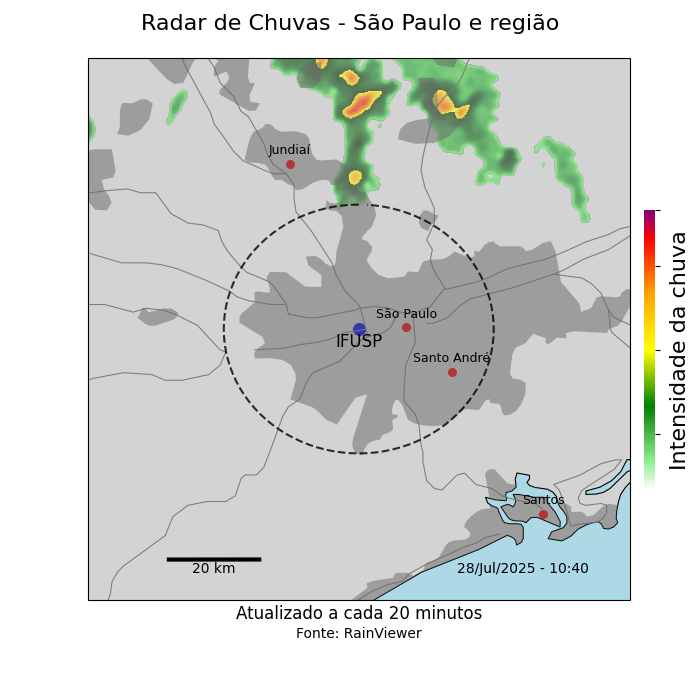 Radar de Chuvas - São Paulo e região
Jundiaí
São Paulo
IFUSP
Santo André
Santos
20 km
28/Jul/2025 - 10:40
Intensidade da chuva
Atualizado a cada 20 minutos
Fonte: RainViewer